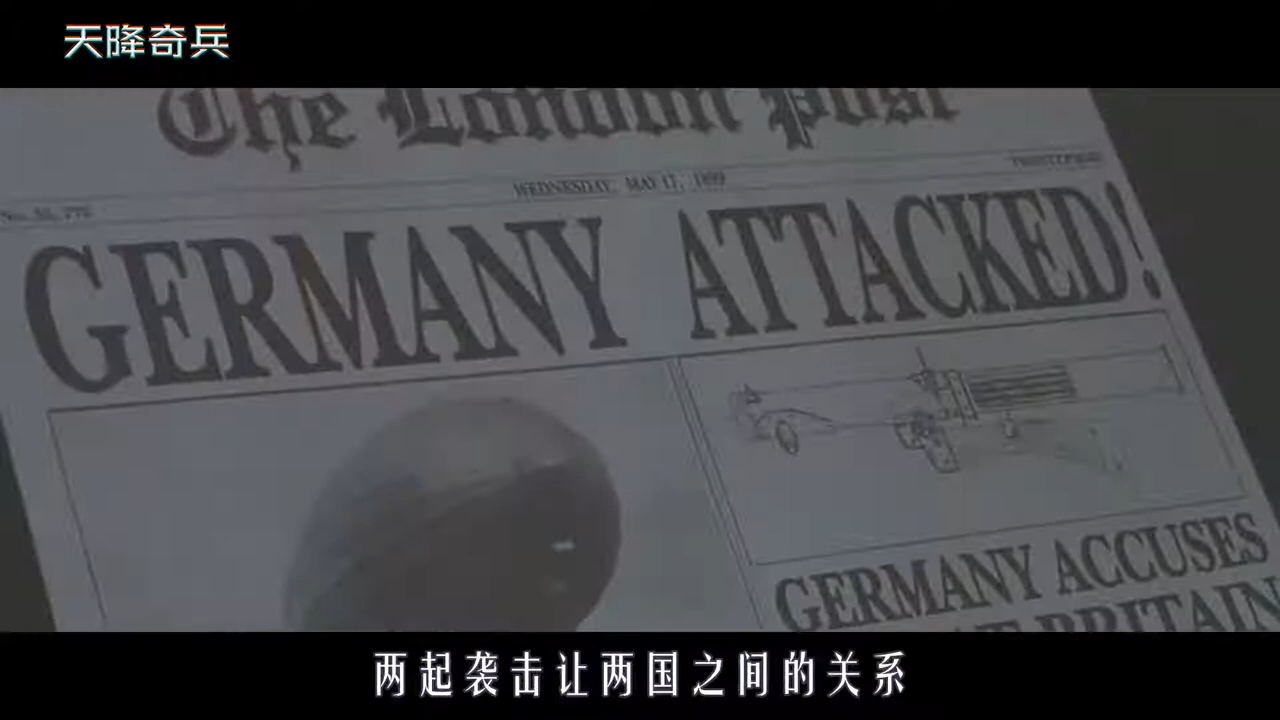 天降奇兵
The London Post
WEDNESDAY, MAY 17, 1899
GERMANY ATTACKED!
GERMANY ACCUSES
BRITAIN
两起袭击让两国之间的关系